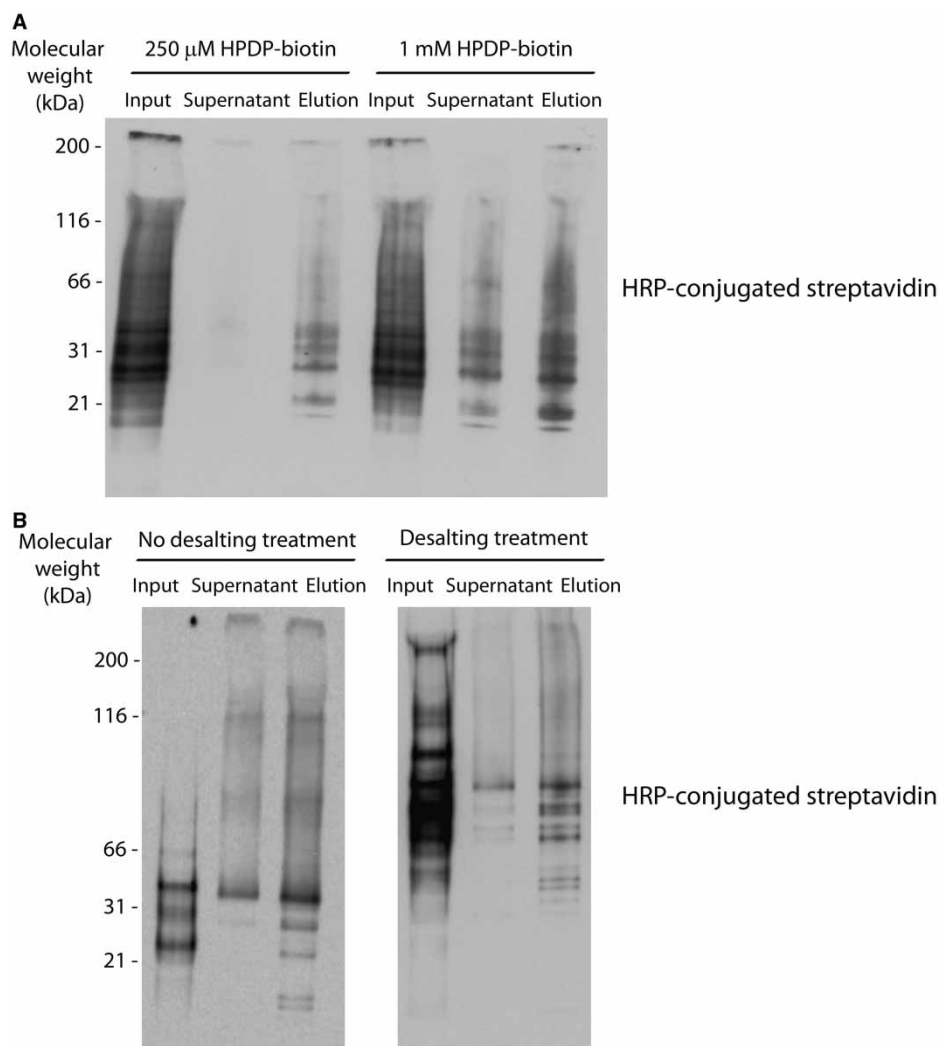 A
Molecular
weight
(kDa)
250 μM HPDP-biotin
1 mM HPDP-biotin
Input Supernatant Elution Input Supernatant Elution
200 -
116 -
66 -
31 -
21 -
HRP-conjugated streptavidin
B
Molecular
weight
(kDa)
No desalting treatment
Desalting treatment
Input Supernatant Elution
Input Supernatant Elution
200 -
116 -
66 -
31 -
21 -
HRP-conjugated streptavidin